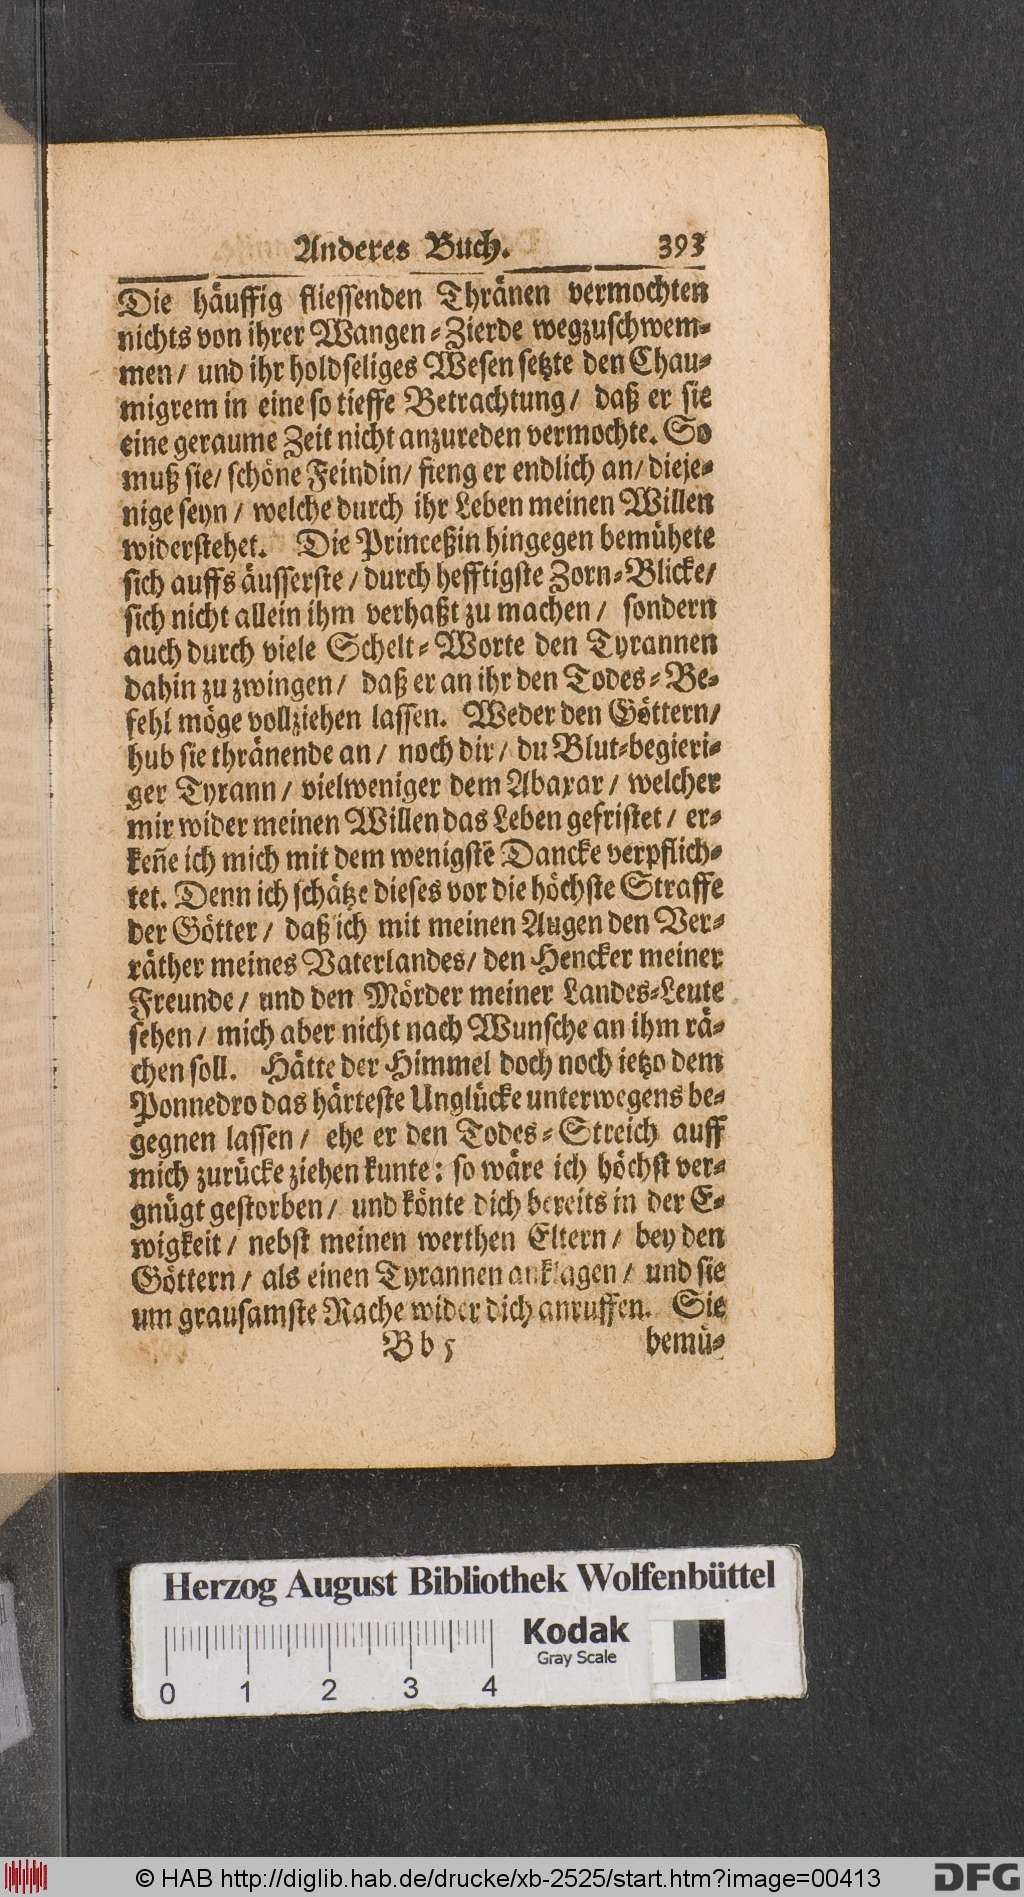 Anderes Buch. 393
Die häuffig fliessenden Thränen vermochten
nichts von ihrer Wangen-Zierde wegzuschwem-
men / und ihr holdseliges Wesen setzte den Chau-
migrem in eine so tieffe Betrachtung / daß er sie
eine geraume Zeit nicht anzureden vermochte. So
muß sie / schöne Feindin / fieng er endlich an / dieje-
nige seyn / welche durch ihr Leben meinen Willen
widerstehet. Die Princeßin hingegen bemühete
sich auffs äusserste / durch hefftigste Zorn-Blicke /
sich nicht allein ihm verhaßt zu machen / sondern
auch durch viele Schelt-Worte den Tyrannen
dahin zu zwingen / daß er an ihr den Todes-Be-
fehl möge vollziehen lassen. Weder den Göttern /
hub sie thränende an / noch dir / du Blut-begieri-
ger Tyrann / vielweniger dem Abaxar / welcher
mir wider meinen Willen das Leben gefristet / er-
keñe ich mich mit dem wenigstẽ Dancke verpflich-
tet. Denn ich schätze dieses vor die höchste Straffe
der Götter / daß ich mit meinen Augen den Ver-
räther meines Vaterlandes / den Hencker meiner
Freunde / und den Mörder meiner Landes-Leute
sehen / mich aber nicht nach Wunsche an ihm rä-
chen soll. Hätte der Himmel doch noch ietzo dem
Ponnedro das härteste Unglücke unterwegens be-
gegnen lassen / ehe er den Todes-Streich auff
mich zurücke ziehen kunte: so wäre ich höchst ver-
gnügt gestorben / und könte dich bereits in der E-
wigkeit / nebst meinen werthen Eltern / bey den
Göttern / als einen Tyrannen anklagen / und sie
um grausamste Rache wider dich anruffen. Sie
Bb 5 bemü-
Herzog August Bibliothek Wolfenbüttel
Kodak
Gray Scale
0 1 2 3 4
© HAB http://diglib.hab.de/drucke/xb-2525/start.htm?image=00413
DFG